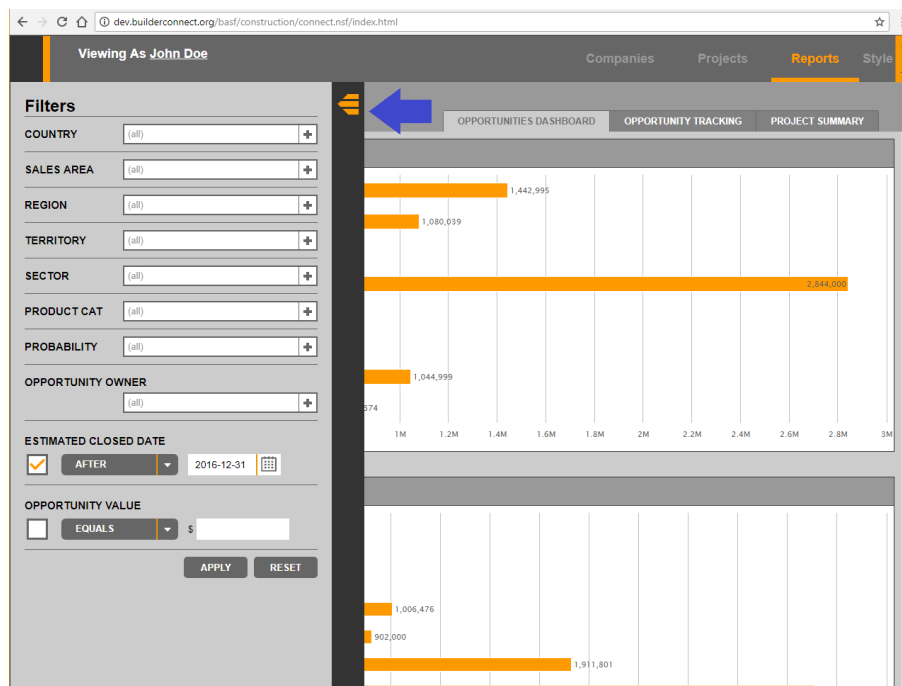 dev.builderconnect.org/basf/construction/connect.nsf/index.html
Viewing As John Doe
Companies
Projects
Reports
Style
Filters
COUNTRY
(all)
SALES AREA
(all)
REGION
(all)
TERRITORY
(all)
SECTOR
(all)
PRODUCT CAT
(all)
PROBABILITY
(all)
OPPORTUNITY OWNER
(all)
ESTIMATED CLOSED DATE
AFTER
2016-12-31
OPPORTUNITY VALUE
EQUALS
$
APPLY
RESET
OPPORTUNITIES DASHBOARD
OPPORTUNITY TRACKING
PROJECT SUMMARY
1,442,995
1,080,039
2,844,000
1,044,999
374
1M
1.2M
1.4M
1.6M
1.8M
2M
2.2M
2.4M
2.6M
2.8M
3M
1,006,476
902,000
1,911,801